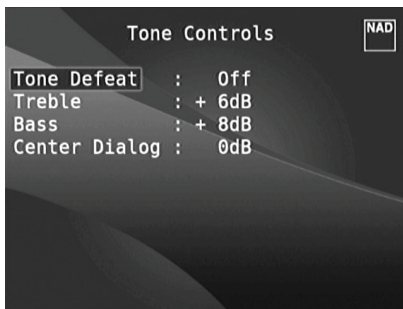 Tone Controls
NAD
Tone Defeat : Off
Treble : + 6dB
Bass : + 8dB
Center Dialog : 0dB